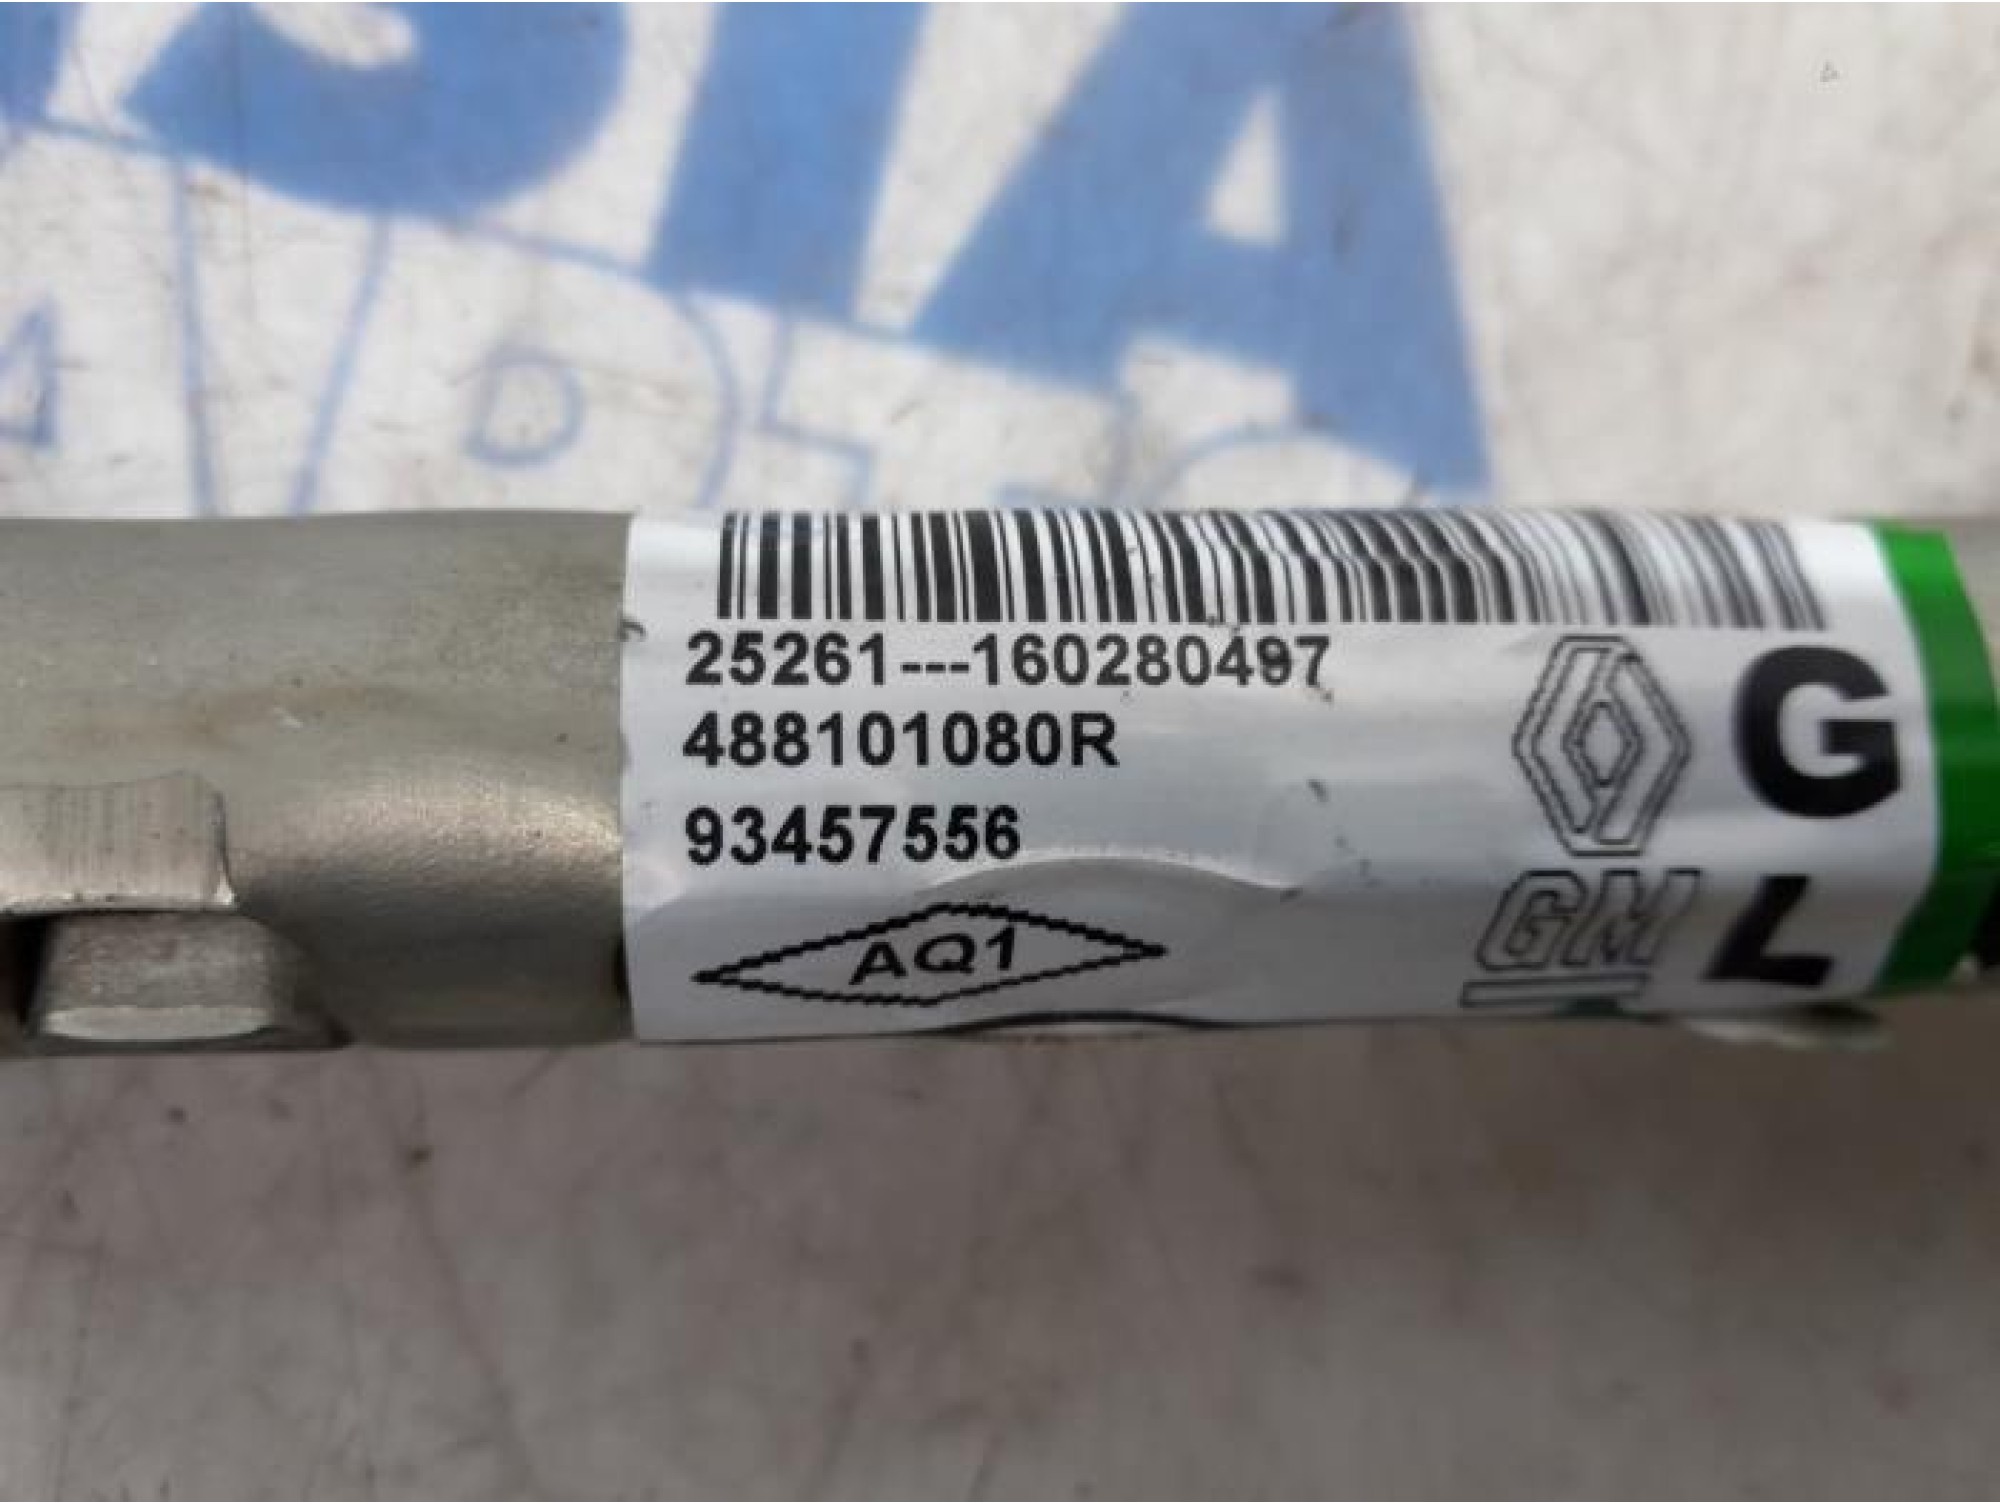 25261---160280497
488101080R
93457556
AQ1
G
GM L